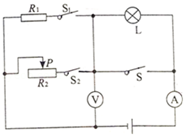 R₁ S₁ L
P
R₂ S₂ S
V A